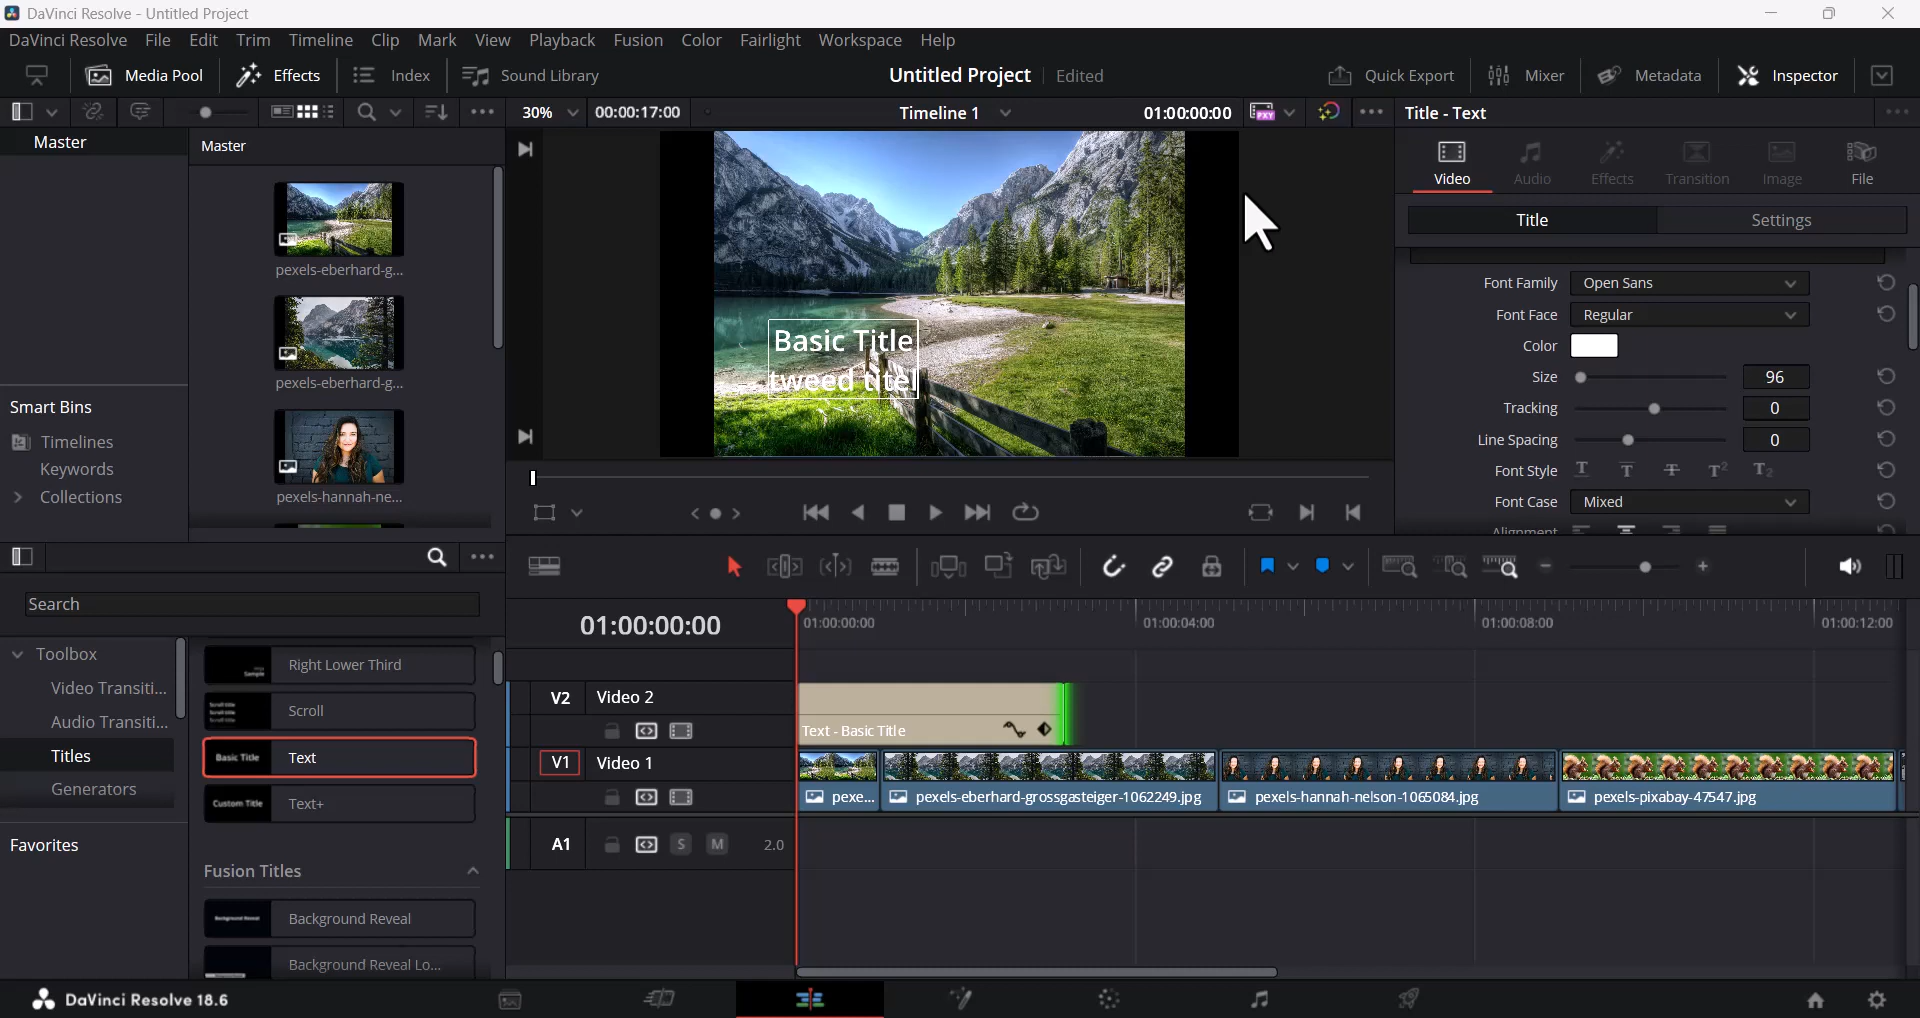 DaVinci Resolve - Untitled Project
DaVinci Resolve File Edit Trim Timeline Clip Mark View Playback Fusion Color Fairlight Workspace Help
Media Pool Effects Index Sound Library Untitled Project Edited Quick Export Mixer Metadata Inspector
30% 00:00:17:00 Timeline 1 01:00:00:00 PXY Title - Text
Master
Master
Video Audio Effects Transition Image File
Title Settings
pexels-eberhard-g...
pexels-eberhard-g...
pexels-hannah-ne...
Smart Bins
Timelines
Keywords
Collections
Basic Title
tweed titel
Font Family Open Sans
Font Face Regular
Color
Size 96
Tracking 0
Line Spacing 0
Font Style T T T T² T₂
Font Case Mixed
Alignment
Search
Toolbox
Video Transiti...
Audio Transiti...
Titles
Generators
Favorites
Right Lower Third
Scroll
Basic Title Text
Custom Title Text+
Fusion Titles
Background Reveal
Background Reveal Lo...
01:00:00:00 01:00:00:00 01:00:04:00 01:00:08:00 01:00:12:00
V2 Video 2
Text - Basic Title
V1 Video 1
pexe... pexels-eberhard-grossgasteiger-1062249.jpg pexels-hannah-nelson-1065084.jpg pexels-pixabay-47547.jpg
A1 S M 2.0
DaVinci Resolve 18.6